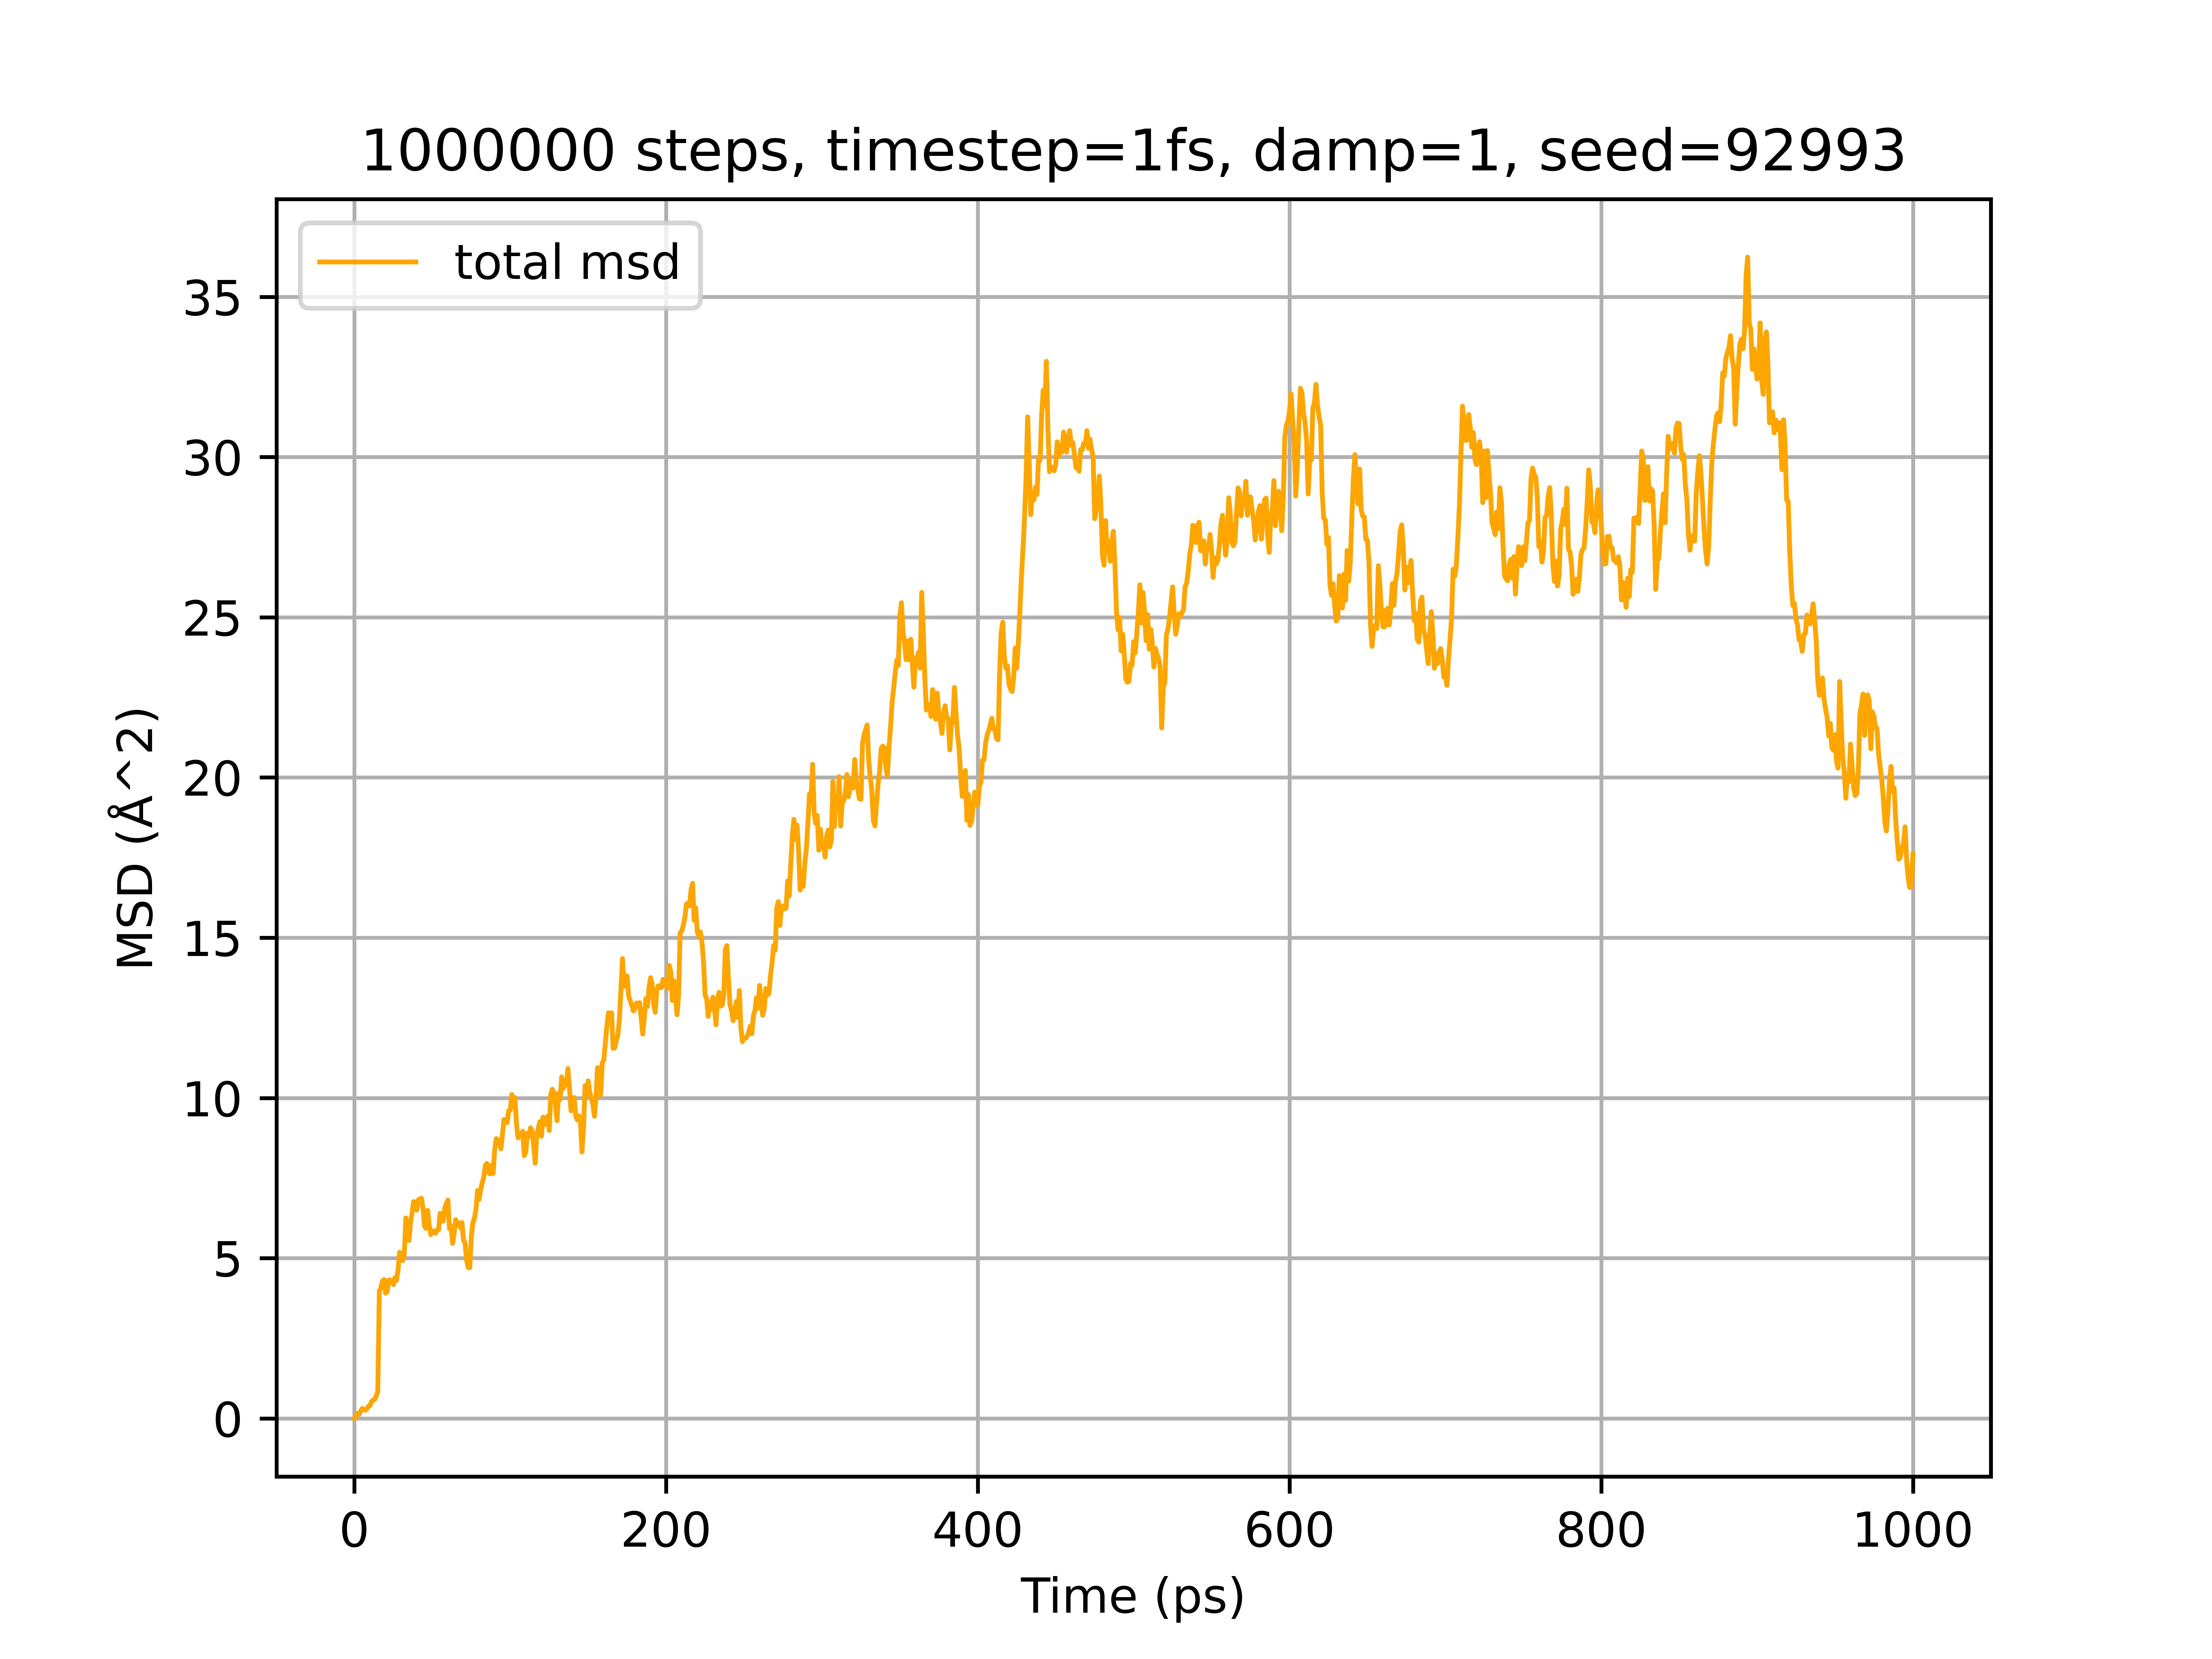 1000000 steps, timestep=1fs, damp=1, seed=92993
total msd
35
30
25
20
15
10
5
0
MSD (Å^2)
0 200 400 600 800 1000
Time (ps)